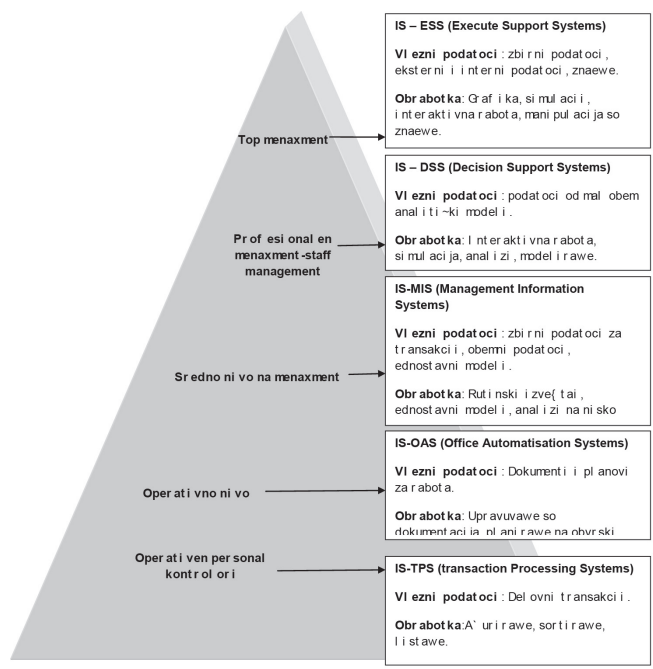 IS – ESS (Execute Support Systems)
Vlezni podatoci: zbirni podatoci,
eksterni i interni podatoci, znaewe.
Obrabotka: Grafika, simulacii,
interaktivna rabota, manipulacija so
znaewe.
Top menaxment
IS – DSS (Decision Support Systems)
Vlezni podatoci: podatoci od mal obem
analiti~ki modeli.
Obrabotka: Interaktivna rabota,
simulacija, analizi, modelirawe.
Profesionalen
menaxment-staff
management
IS-MIS (Management Information
Systems)
Vlezni podatoci: zbirni podatoci za
transakcii, obemni podatoci,
ednostavni modeli.
Obrabotka: Rutinski izve{tai,
ednostavni modeli, analizi na nisko
Sredno nivo na menaxment
IS-OAS (Office Automatisation Systems)
Vlezni podatoci: Dokumenti i planovi
za rabota.
Obrabotka: Upravuvawe so
dokumentacija, planirawe na obvrski
Operativno nivo
Operativen personal
kontrolori
IS-TPS (transaction Processing Systems)
Vlezni podatoci: Delovni transakcii.
Obrabotka:A`urirawe, sortirawe,
listawe.